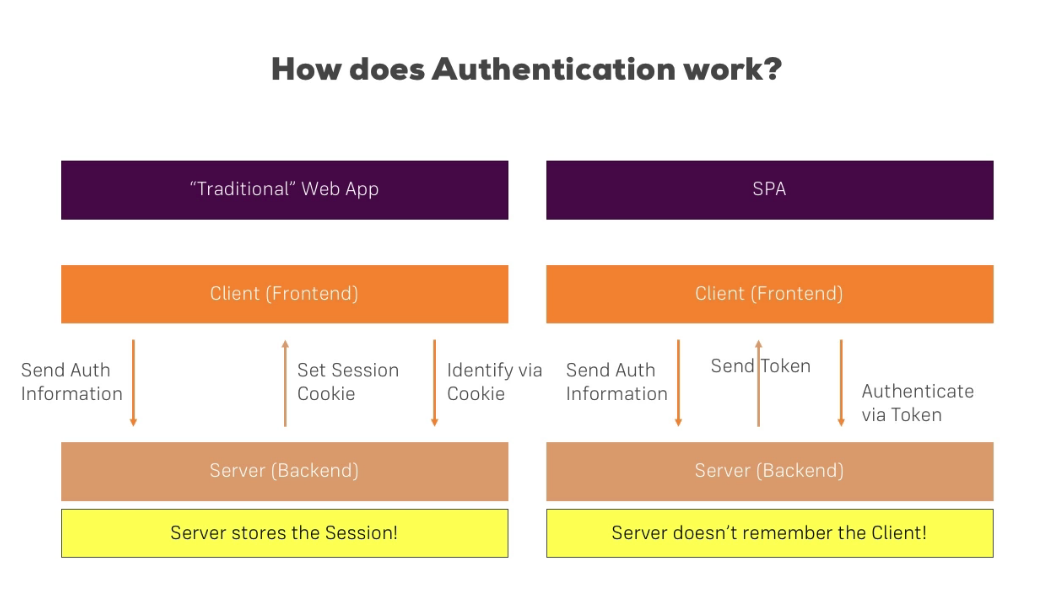 How does Authentication work?
“Traditional” Web App
Client (Frontend)
Send Auth
Information
Set Session
Cookie
Identify via
Cookie
Server (Backend)
Server stores the Session!
SPA
Client (Frontend)
Send Auth
Information
Send Token
Authenticate
via Token
Server (Backend)
Server doesn’t remember the Client!